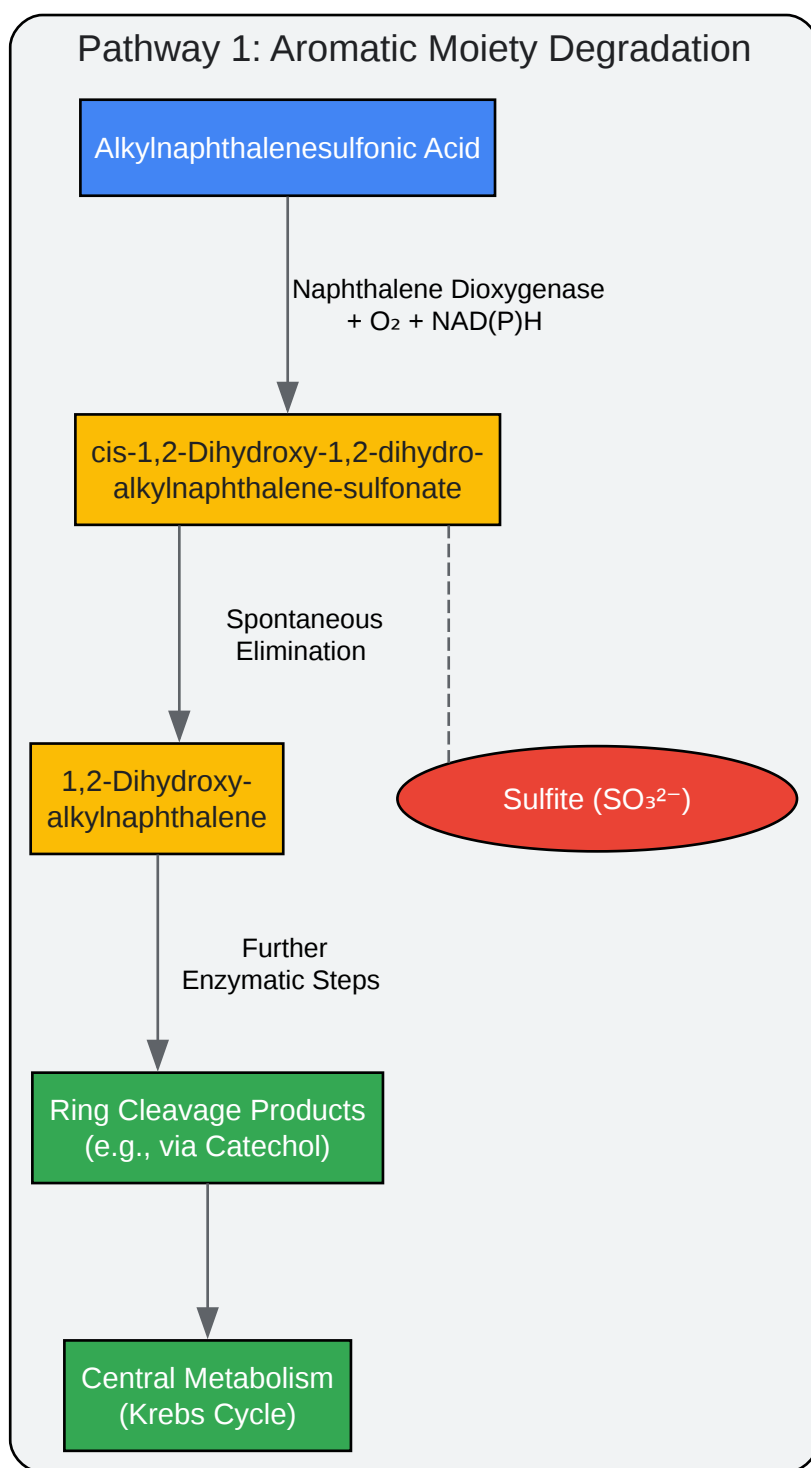 Pathway 1: Aromatic Moiety Degradation
Alkylnaphthalenesulfonic Acid
Naphthalene Dioxygenase
+ O₂ + NAD(P)H
cis-1,2-Dihydroxy-1,2-dihydro-
alkylnaphthalene-sulfonate
Spontaneous
Elimination
1,2-Dihydroxy-
alkylnaphthalene
Sulfite (SO₃²⁻)
Further
Enzymatic Steps
Ring Cleavage Products
(e.g., via Catechol)
Central Metabolism
(Krebs Cycle)